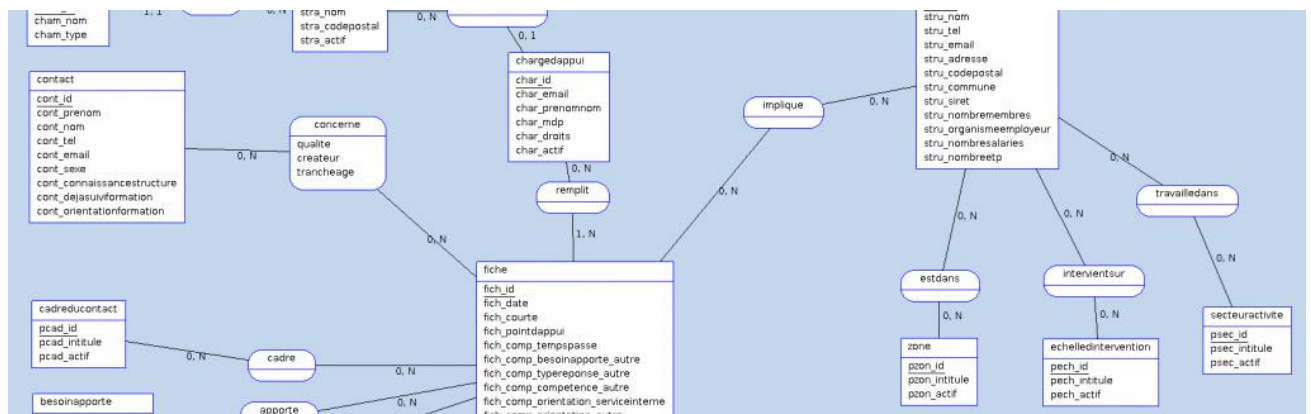 cham_nom
cham_type
1, 1
0, N
stra_nom
stra_codepostal
stra_actif
0, N
0, 1
stru_nom
stru_tel
stru_email
stru_adresse
stru_codepostal
stru_commune
stru_siret
stru_nombremembres
stru_organismeemployeur
stru_nombresalaries
stru_nombreetp
contact
cont_id
cont_prenom
cont_nom
cont_tel
cont_email
cont_sexe
cont_connaissancestructure
cont_dejasuiviformation
cont_orientationformation
0, N
concerne
qualite
createur
trancheage
0, N
chargedappui
char_id
char_email
char_prenomnom
char_mdp
char_droits
char_actif
0, N
remplit
1, N
implique
0, N
0, N
0, N
travailledans
0, N
0, N
estdans
0, N
0, N
intervientsur
0, N
fiche
fich_id
fich_date
fich_courte
fich_pointdappui
fich_comp_tempspasse
fich_comp_besoinapporte_autre
fich_comp_typereponse_autre
fich_comp_competence_autre
fich_comp_orientation_serviceinterne
fich_comp_orientation_autre
cadreducontact
pcad_id
pcad_intitule
pcad_actif
0, N
cadre
0, N
besoinapporte
apporte
0, N
zone
pzon_id
pzon_intitule
pzon_actif
echelledintervention
pech_id
pech_intitule
pech_actif
secteuractivite
psec_id
psec_intitule
psec_actif